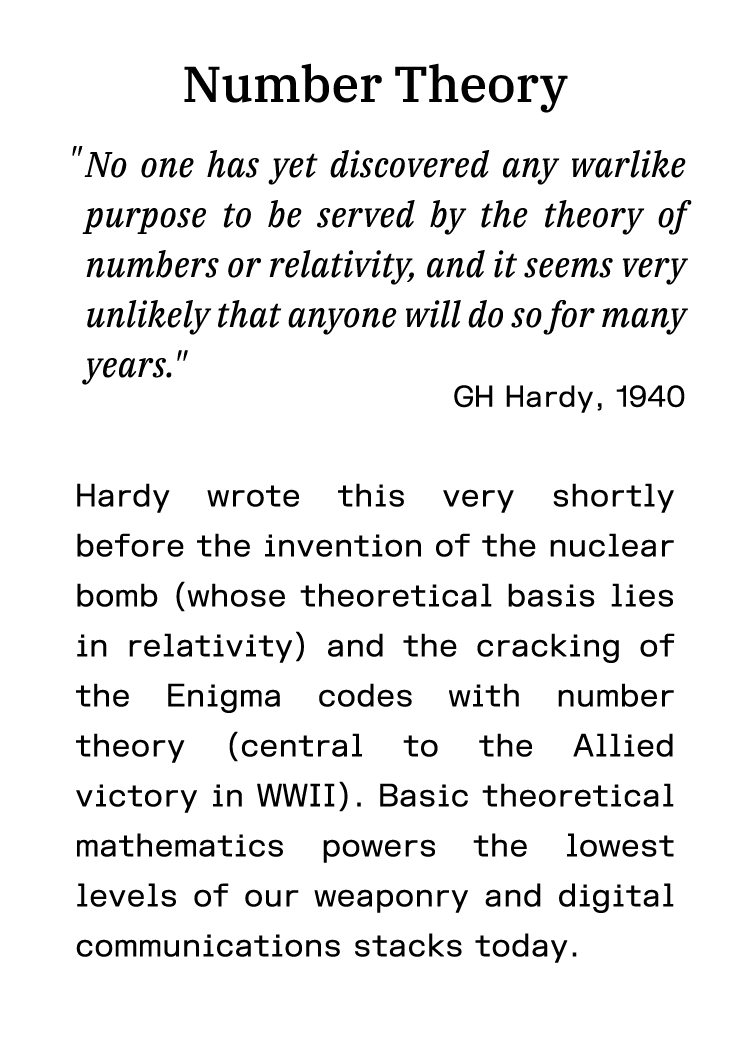 Number Theory
"No one has yet discovered any warlike
purpose to be served by the theory of
numbers or relativity, and it seems very
unlikely that anyone will do so for many
years."
GH Hardy, 1940
Hardy wrote this very shortly
before the invention of the nuclear
bomb (whose theoretical basis lies
in relativity) and the cracking of
the Enigma codes with number
theory (central to the Allied
victory in WWII). Basic theoretical
mathematics powers the lowest
levels of our weaponry and digital
communications stacks today.